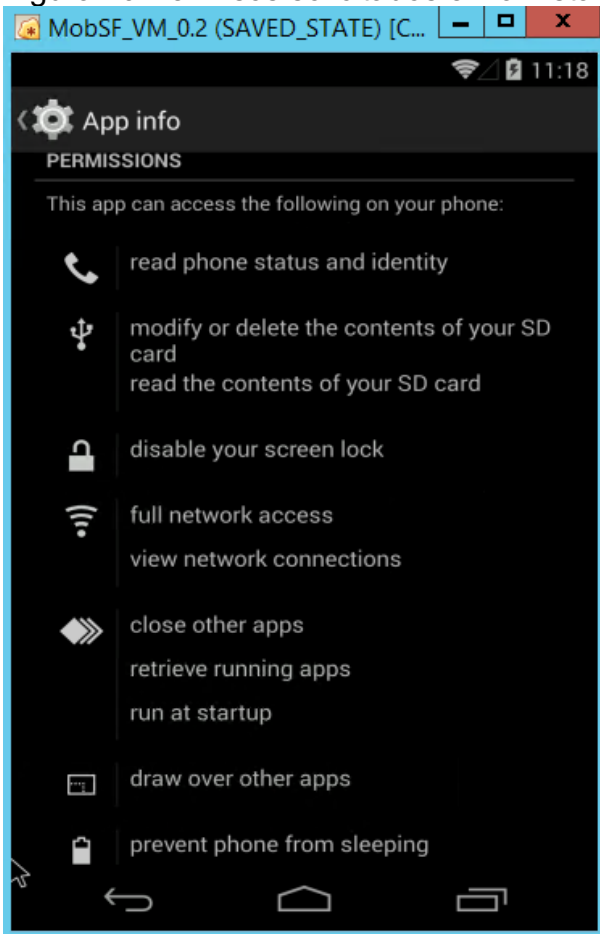 MobSF_VM_0.2 (SAVED_STATE) [C...
11:18
App info
PERMISSIONS
This app can access the following on your phone:
read phone status and identity
modify or delete the contents of your SD
card
read the contents of your SD card
disable your screen lock
full network access
view network connections
close other apps
retrieve running apps
run at startup
draw over other apps
prevent phone from sleeping